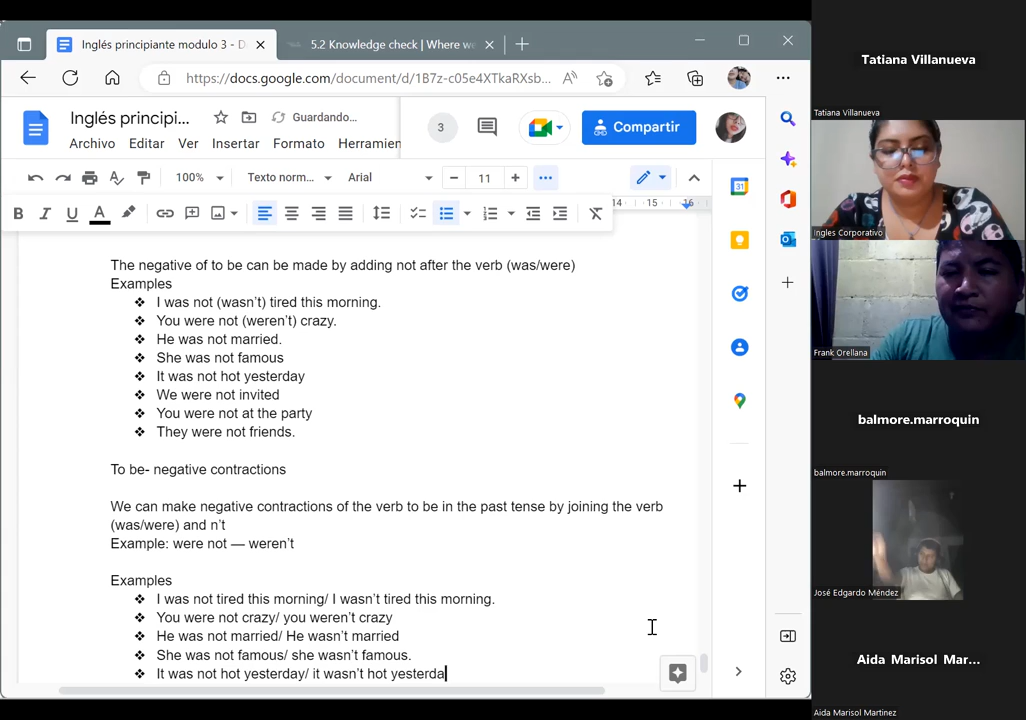 Inglés principiante modulo 3 - D
5.2 Knowledge check | Where w
https://docs.google.com/document/d/1B7z-c05e4XTkaRXsb...
Inglés principi...
Guardando...
3
Compartir
Archivo Editar Ver Insertar Formato Herramien
100% Texto norm... Arial 11
14 15 16
The negative of to be can be made by adding not after the verb (was/were)
Examples
❖ I was not (wasn't) tired this morning.
❖ You were not (weren't) crazy.
❖ He was not married.
❖ She was not famous
❖ It was not hot yesterday
❖ We were not invited
❖ You were not at the party
❖ They were not friends.
To be- negative contractions
We can make negative contractions of the verb to be in the past tense by joining the verb
(was/were) and n't
Example: were not — weren't
Examples
❖ I was not tired this morning/ I wasn't tired this morning.
❖ You were not crazy/ you weren't crazy
❖ He was not married/ He wasn't married
❖ She was not famous/ she wasn't famous.
❖ It was not hot yesterday/ it wasn't hot yesterda
Tatiana Villanueva
Tatiana Villanueva
Ingles Corporativo
Frank Orellana
balmore.marroquin
balmore.marroquin
José Edgardo Méndez
Aida Marisol Mar...
Aida Marisol Martinez